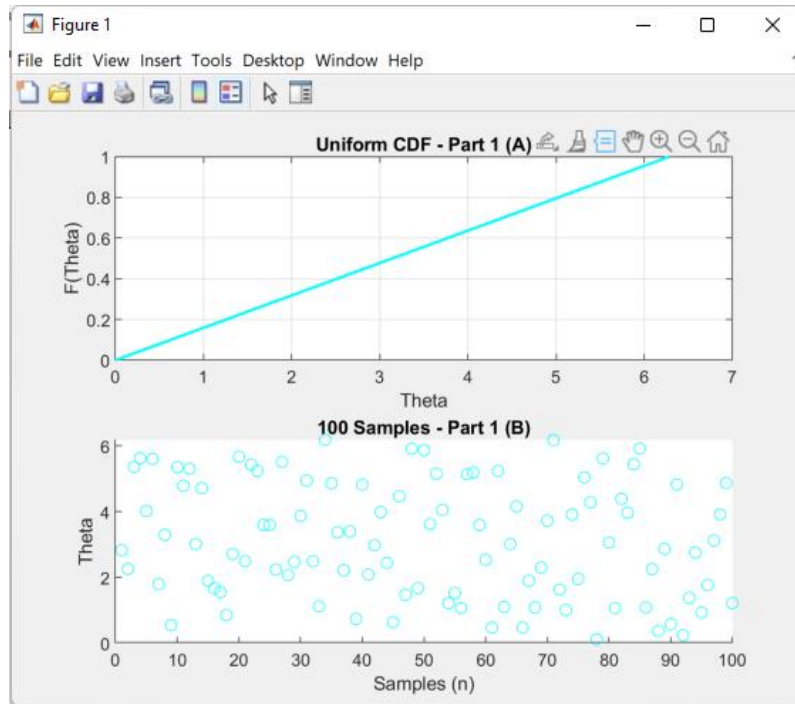 Figure 1
File Edit View Insert Tools Desktop Window Help
Uniform CDF - Part 1 (A)
1
0.8
0.6
0.4
0.2
0
F(Theta)
0 1 2 3 4 5 6 7
Theta
100 Samples - Part 1 (B)
6
4
2
0
Theta
0 10 20 30 40 50 60 70 80 90 100
Samples (n)